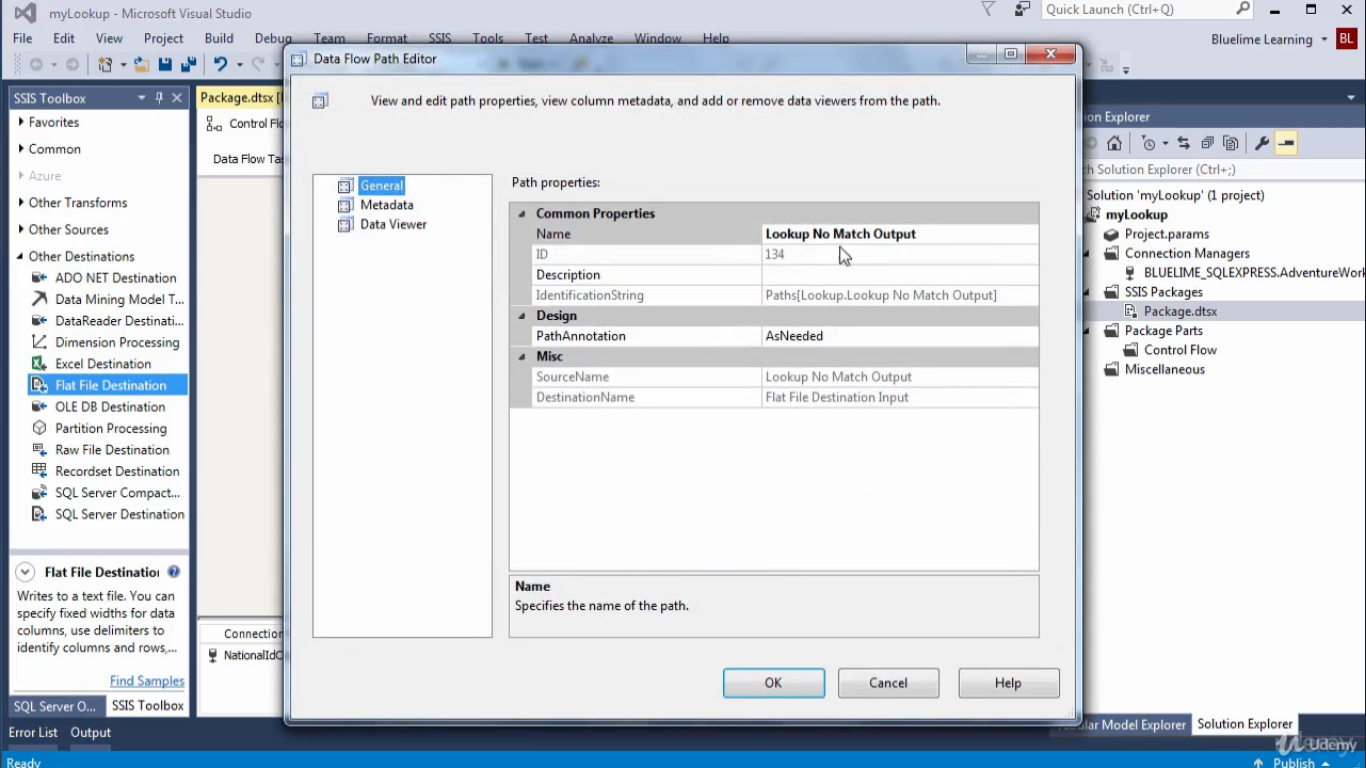 myLookup - Microsoft Visual Studio
Quick Launch (Ctrl+Q)
File Edit View Project Build Debug Team Format SSIS Tools Test Analyze Window Help
Bluelime Learning BL
SSIS Toolbox
Favorites
Common
Azure
Other Transforms
Other Sources
Other Destinations
ADO NET Destination
Data Mining Model T...
DataReader Destinati...
Dimension Processing
Excel Destination
Flat File Destination
OLE DB Destination
Partition Processing
Raw File Destination
Recordset Destination
SQL Server Compact...
SQL Server Destination
Flat File Destination
Writes to a text file. You can
specify fixed widths for data
columns, use delimiters to
identify columns and rows,...
Find Samples
SQL Server O... SSIS Toolbox
Error List Output
Ready
Package.dtsx [
Control Flo
Data Flow Tas
Connection
NationalIdC
Data Flow Path Editor
View and edit path properties, view column metadata, and add or remove data viewers from the path.
General
Metadata
Data Viewer
Path properties:
Common Properties
Name Lookup No Match Output
ID 134
Description
IdentificationString Paths[Lookup.Lookup No Match Output]
Design
PathAnnotation AsNeeded
Misc
SourceName Lookup No Match Output
DestinationName Flat File Destination Input
Name
Specifies the name of the path.
OK Cancel Help
on Explorer
ch Solution Explorer (Ctrl+;)
Solution 'myLookup' (1 project)
myLookup
Project.params
Connection Managers
BLUELIME_SQLEXPRESS.AdventureWork
SSIS Packages
Package.dtsx
Package Parts
Control Flow
Miscellaneous
abular Model Explorer Solution Explorer
Udemy
Publish